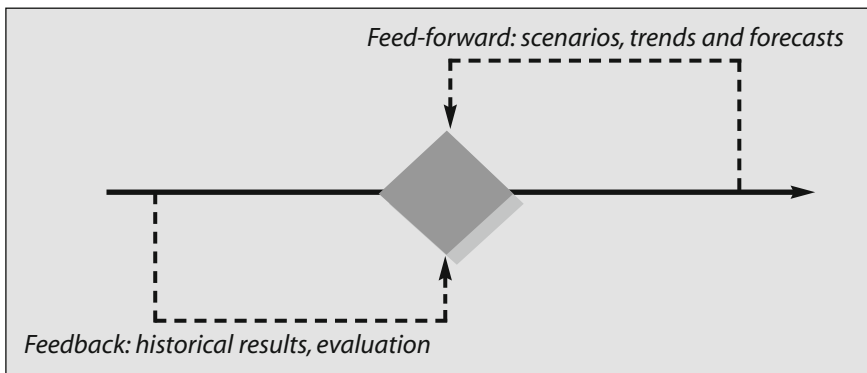 Feed-forward: scenarios, trends and forecasts
Feedback: historical results, evaluation